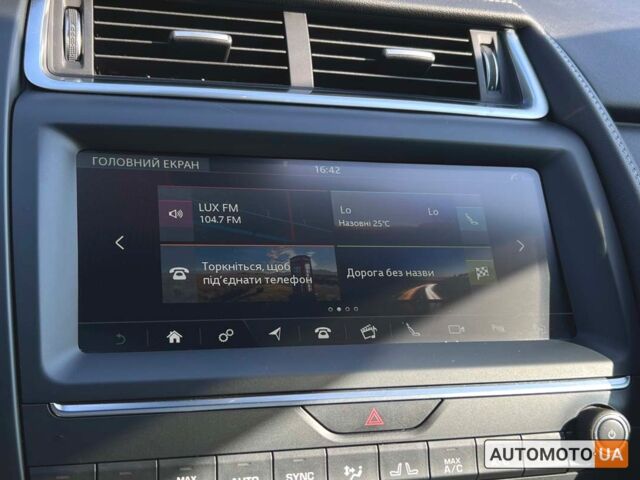 ГОЛОВНИЙ ЕКРАН
16:42
LUX FM
104.7 FM
Lo Lo
Назовні 25°C
Торкніться, щоб
під'єднати телефон
Дорога без назви
MAX AUTO SYNC MAX
A/C
AUTOMOTO.UA